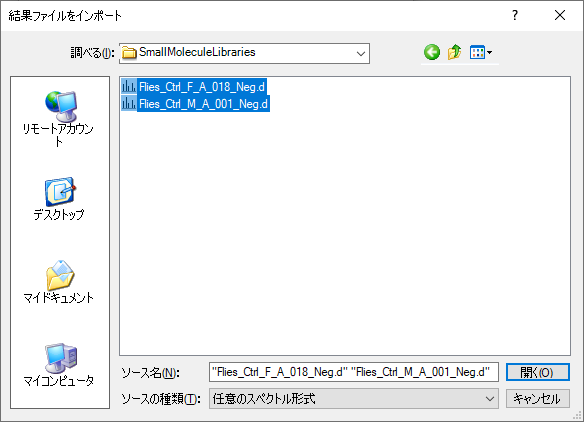 結果ファイルをインポート
調べる(I):
SmallMoleculeLibraries
リモートアカウン
ト
デスクトップ
マイドキュメント
マイコンピュータ
Flies_Ctrl_F_A_018_Neg.d
Flies_Ctrl_M_A_001_Neg.d
ソース名(N):
"Flies_Ctrl_F_A_018_Neg.d" "Flies_Ctrl_M_A_001_Neg.d"
開く(O)
ソースの種類(T):
任意のスペクトル形式
キャンセル